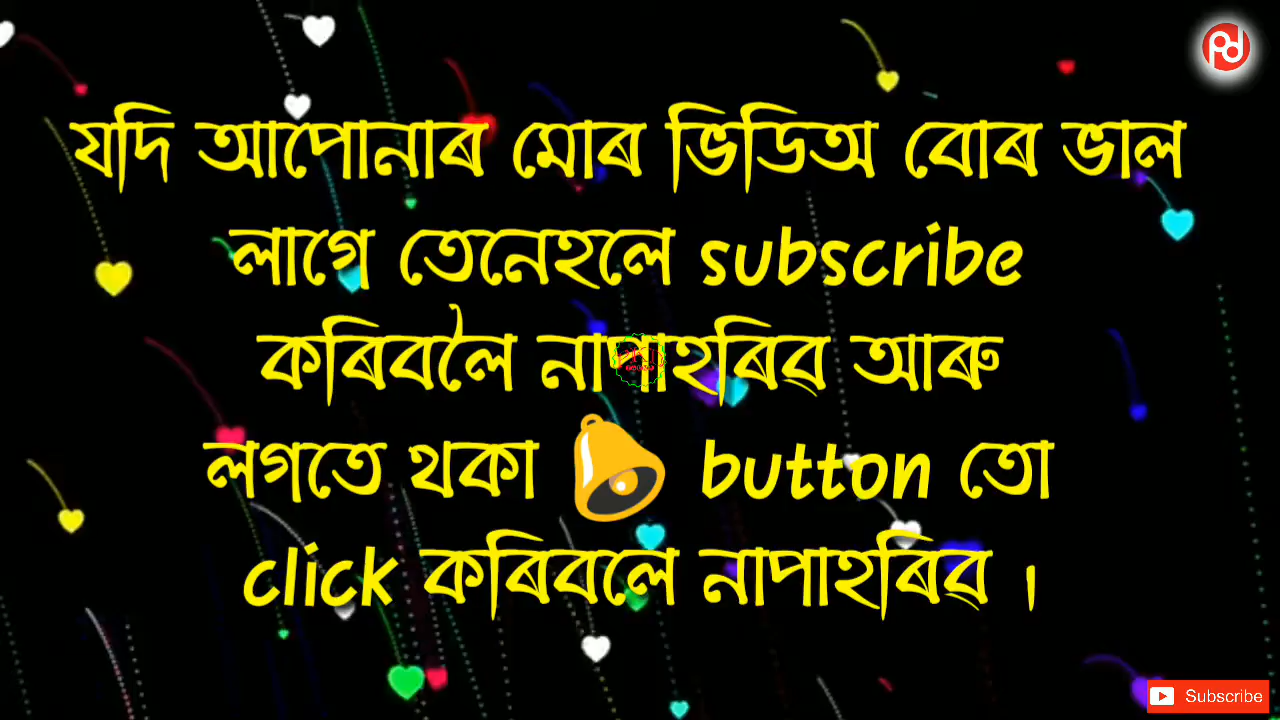 যদি আপোনাৰ মোৰ ভিডিঅ বোৰ ভাল
লাগে তেনেহলে subscribe
কৰিবলৈ নাপাহৰিৱ আৰু
লগতে থকা button তো
click কৰিবলে নাপাহৰিৱ ।
Subscribe